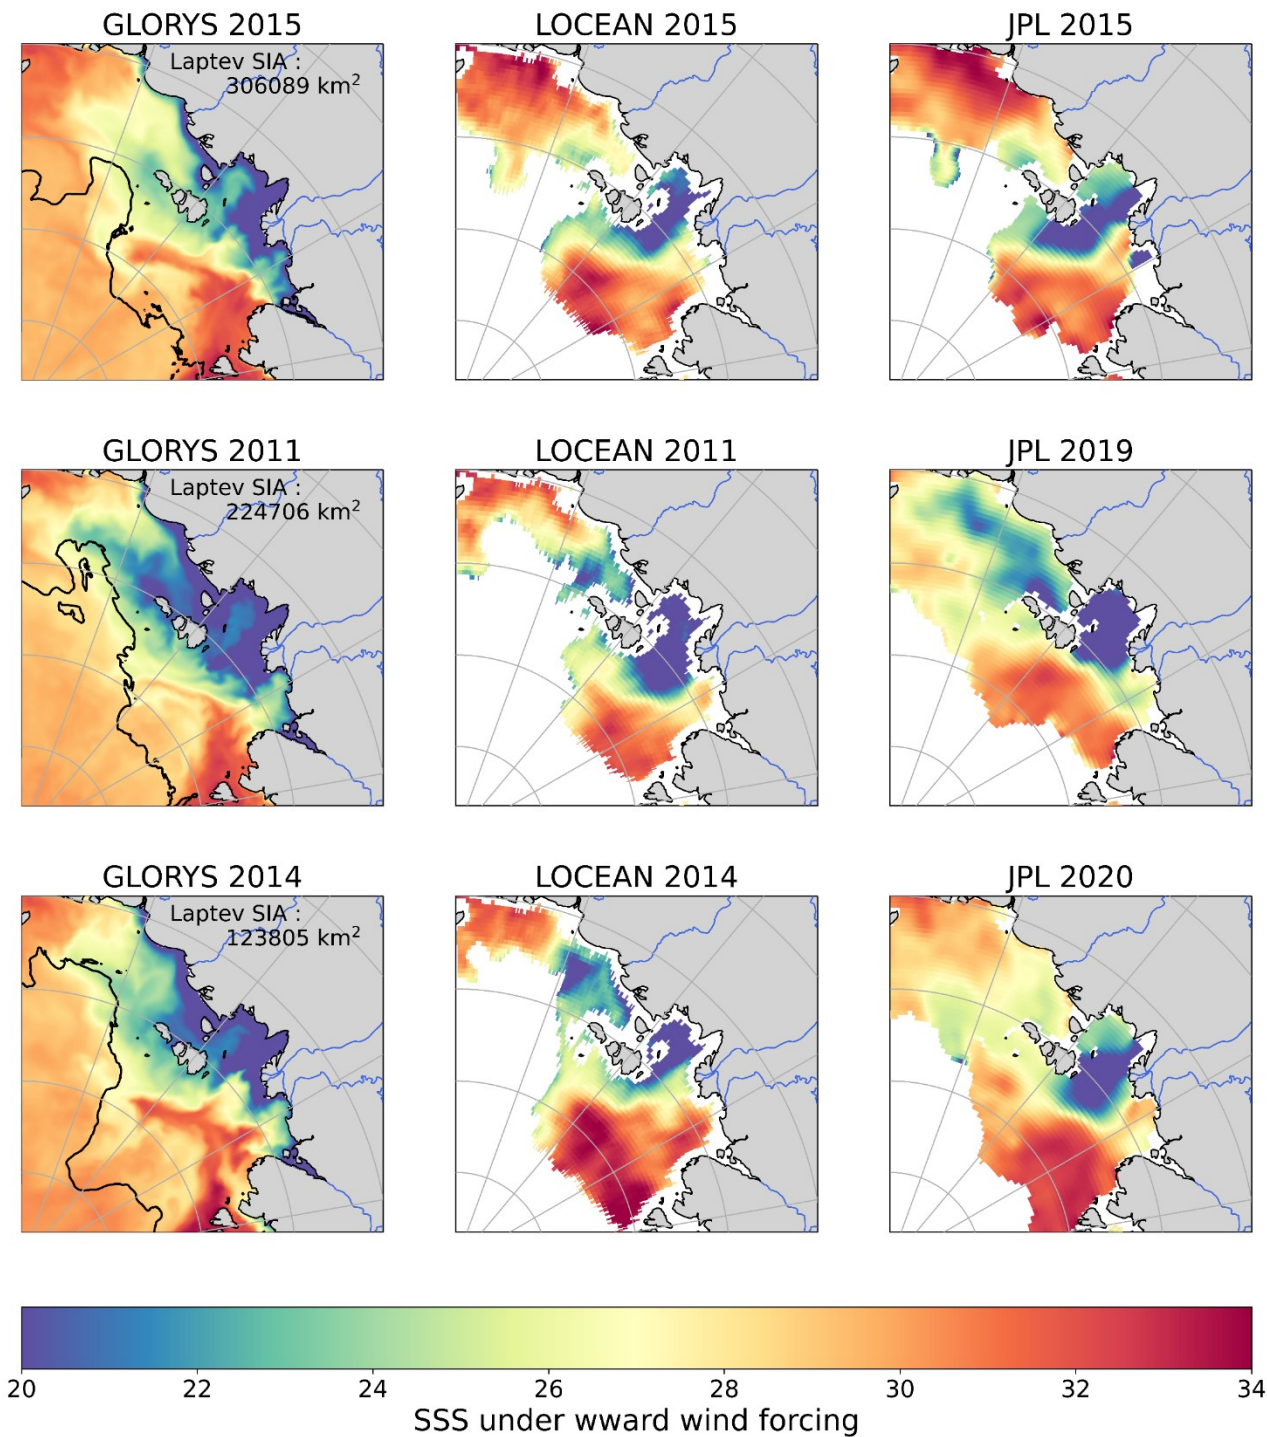 GLORYS 2015
LOCEAN 2015
JPL 2015
Laptev SIA :
306089 km²
GLORYS 2011
LOCEAN 2011
JPL 2019
Laptev SIA :
224706 km²
GLORYS 2014
LOCEAN 2014
JPL 2020
Laptev SIA :
123805 km²
20 22 24 26 28 30 32 34
SSS under wward wind forcing